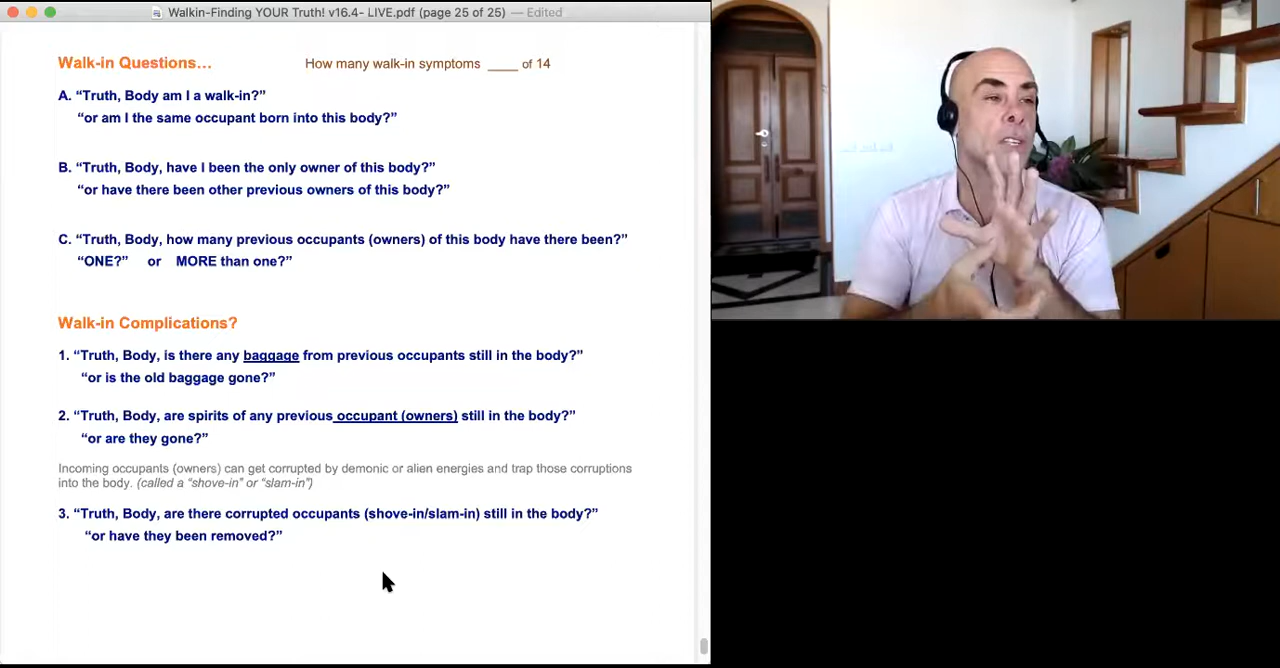 Walkin-Finding YOUR Truth! v16.4- LIVE.pdf (page 25 of 25) — Edited
Walk-in Questions… How many walk-in symptoms ____ of 14
A. “Truth, Body am I a walk-in?”
“or am I the same occupant born into this body?”
B. “Truth, Body, have I been the only owner of this body?”
“or have there been other previous owners of this body?”
C. “Truth, Body, how many previous occupants (owners) of this body have there been?”
“ONE?” or MORE than one?”
Walk-in Complications?
1. “Truth, Body, is there any baggage from previous occupants still in the body?”
“or is the old baggage gone?”
2. “Truth, Body, are spirits of any previous occupant (owners) still in the body?”
“or are they gone?”
Incoming occupants (owners) can get corrupted by demonic or alien energies and trap those corruptions
into the body. (called a “shove-in” or “slam-in”)
3. “Truth, Body, are there corrupted occupants (shove-in/slam-in) still in the body?”
“or have they been removed?”